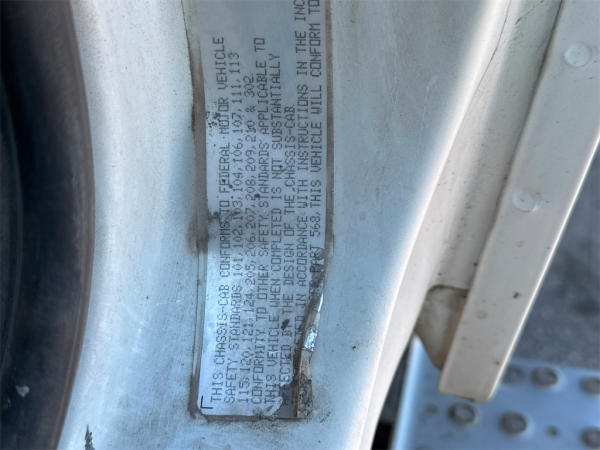 THIS CHASSIS-CAB CONFORMS TO FEDERAL MOTOR VEHICLE
SAFETY STANDARDS 101,102,103,104,106,107,111,113
115,120,121,124,205,206,207,208,209,210 & 302.
CONFORMITY TO OTHER SAFETY STANDARDS APPLICABLE TO
THIS VEHICLE WHEN COMPLETED IS NOT SUBSTANTIALLY
AFFECTED BY THE DESIGN OF THE CHASSIS-CAB.
IN ACCORDANCE WITH INSTRUCTIONS IN THE INC
PART 568, THIS VEHICLE WILL CONFORM TO